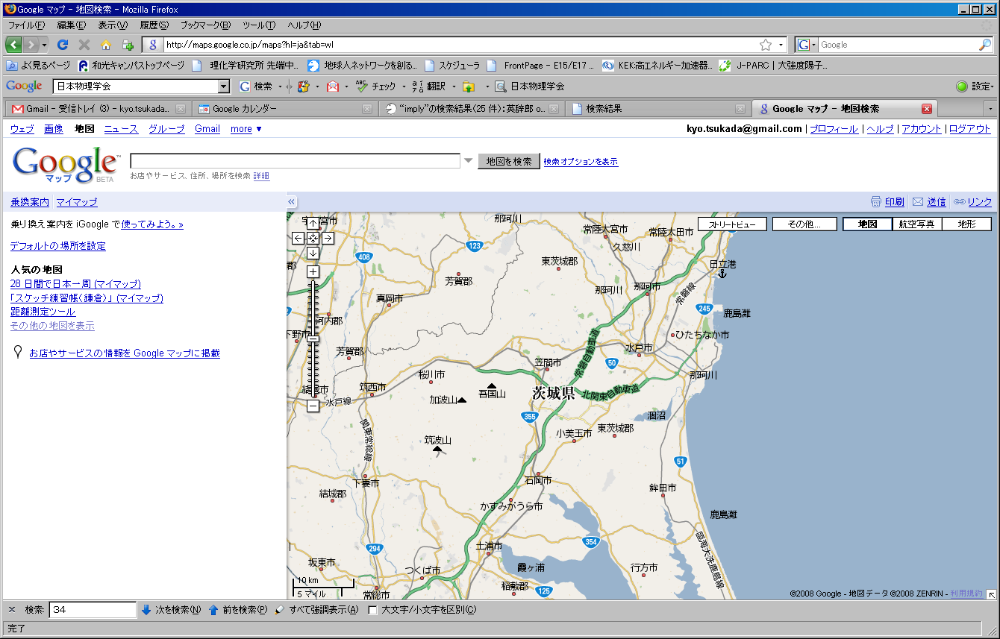 Google マップ - 地図検索 - Mozilla Firefox
ファイル(F) 編集(E) 表示(V) 履歴(S) ブックマーク(B) ツール(T) ヘルプ(H)
http://maps.google.co.jp/maps?hl=ja&tab=wl Google
よく見るページ 和光キャンパストップページ 理化学研究所 先端中... 地球人ネットワークを創る... スケジューラ FrontPage - E15/E17 ... KEK:高エネルギー加速器... J-PARC | 大強度陽子...
Google 日本物理学会 検索 チェック 翻訳 日本物理学会 設定
Gmail - 受信トレイ (3) - kyo.tsukada... Google カレンダー “imply”の検索結果(25 件):英辞郎 o... 検索結果 Google マップ - 地図検索
ウェブ 画像 地図 ニュース グループ Gmail more ▼ kyo.tsukada@gmail.com | プロフィール | ヘルプ | アカウント | ログアウト
Google™ マップ BETA
地図を検索 検索オプションを表示
お店やサービス、住所、場所を検索 詳細
乗換案内 マイマップ « 印刷 送信 リンク
乗り換え案内を iGoogle で使ってみよう。 »
デフォルトの場所を設定
人気の地図
28 日間で日本一周 (マイマップ)
「スケッチ練習帳(鎌倉)」 (マイマップ)
距離測定ツール
その他の地図を表示
お店やサービスの情報を Google マップに掲載
ストリートビュー その他... 地図 航空写真 地形
那珂川 常陸大宮市 常陸太田市
久慈川
123
408
東茨城郡 日立港
芳賀郡 那珂川 那珂市 常磐線
真岡市
245 鹿島灘
河内郡
下野市 ひたちなか市
芳賀郡 水戸市
常磐自動車道
笠間市 50
桜川市 那珂川
筑西市 吾国山 茨城県 北関東自動車道
水戸線 加波山
355 涸沼
関東常総線
小美玉市 東茨城郡
筑波山
51
下妻市 石岡市
結城郡 鉾田市
かすみがうら市
鹿島灘
354 臨海大洗鹿島線
294 土浦市
坂東市 つくば市 霞ヶ浦 行方市
10 km
稲敷郡
5 マイル 常総市 125
©2008 Google - 地図データ ©2008 ZENRIN - 利用規約
検索: 34 次を検索(N) 前を検索(P) すべて強調表示(A) 大文字/小文字を区別(C)
完了